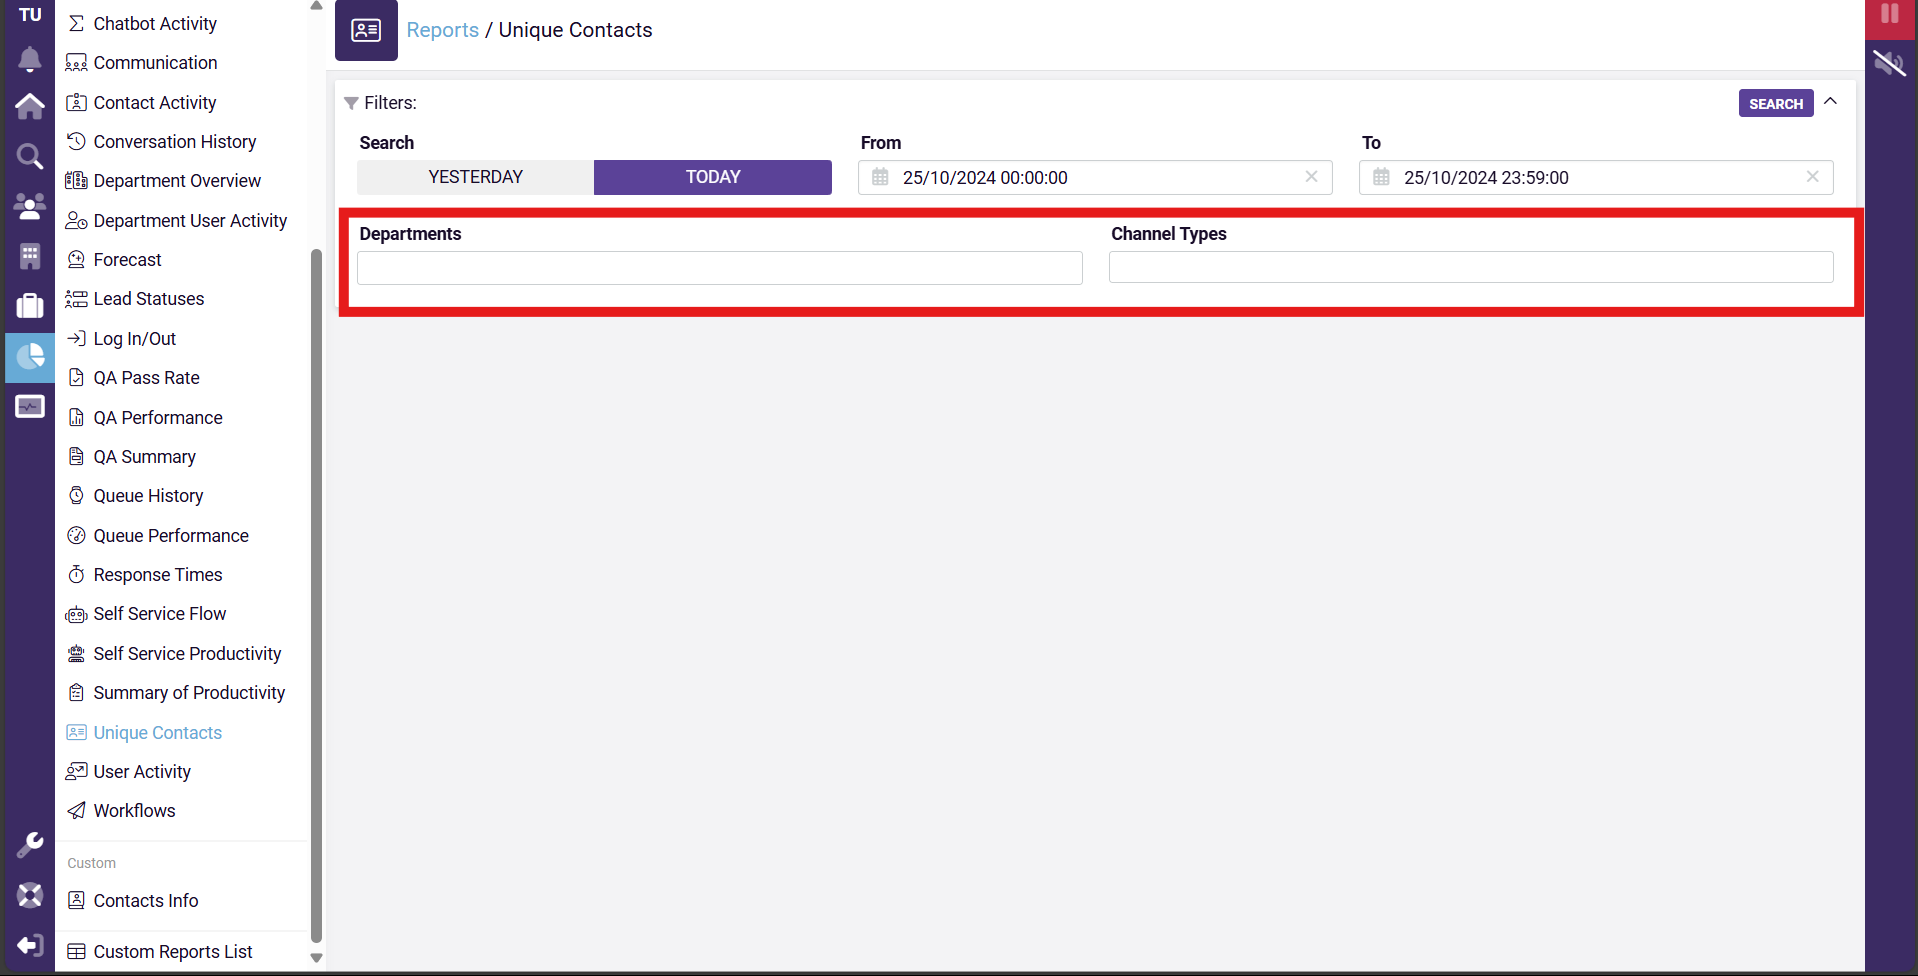 TU
Chatbot Activity
Communication
Contact Activity
Conversation History
Department Overview
Department User Activity
Forecast
Lead Statuses
Log In/Out
QA Pass Rate
QA Performance
QA Summary
Queue History
Queue Performance
Response Times
Self Service Flow
Self Service Productivity
Summary of Productivity
Unique Contacts
User Activity
Workflows
Custom
Contacts Info
Custom Reports List
Reports / Unique Contacts
Filters:
SEARCH
Search
From
To
YESTERDAY
TODAY
25/10/2024 00:00:00
25/10/2024 23:59:00
Departments
Channel Types